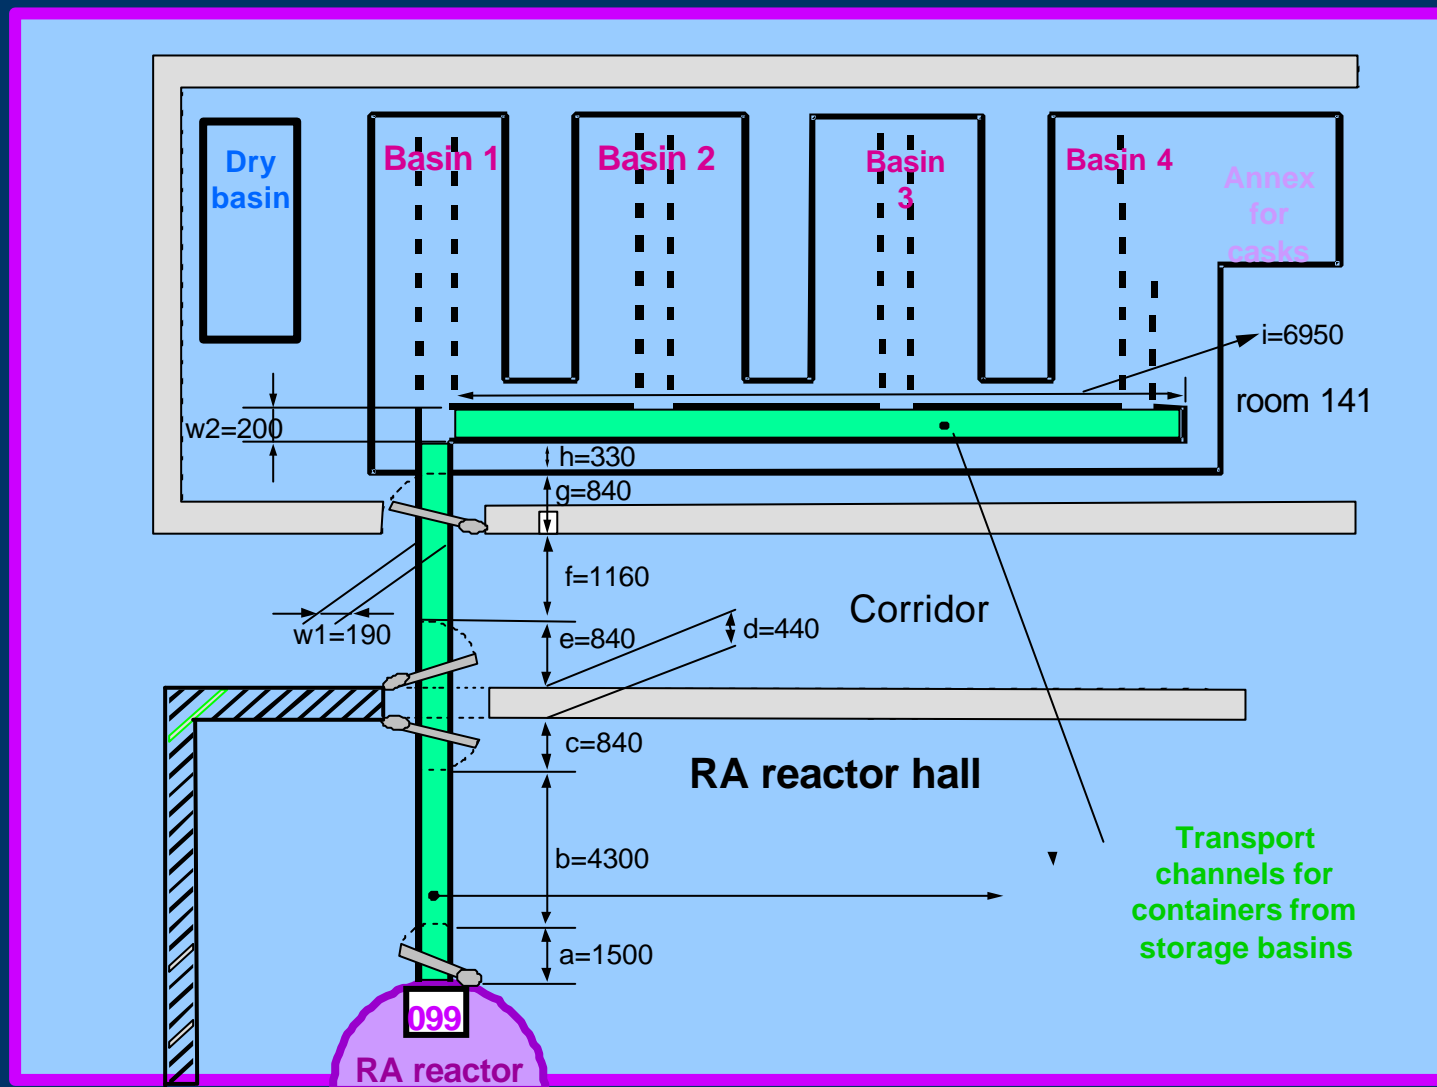 Dry
basin
Basin 1
Basin 2
Basin
3
Basin 4
Annex
for
casks
i=6950
room 141
w2=200
h=330
g=840
f=1160
Corridor
w1=190
e=840
d=440
c=840
RA reactor hall
b=4300
Transport
channels for
containers from
storage basins
a=1500
099
RA reactor